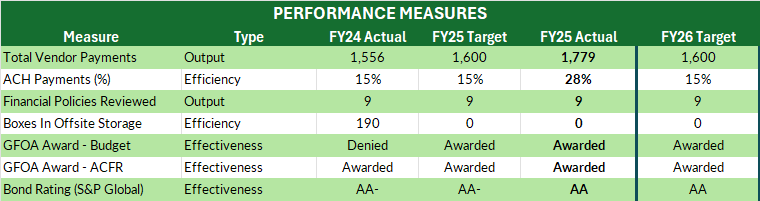 PERFORMANCE MEASURES
Measure Type FY24 Actual FY25 Target FY25 Actual FY26 Target
Total Vendor Payments Output 1,556 1,600 1,779 1,600
ACH Payments (%) Efficiency 15% 15% 28% 15%
Financial Policies Reviewed Output 9 9 9 9
Boxes In Offsite Storage Efficiency 190 0 0 0
GFOA Award - Budget Effectiveness Denied Awarded Awarded Awarded
GFOA Award - ACFR Effectiveness Awarded Awarded Awarded Awarded
Bond Rating (S&P Global) Effectiveness AA- AA- AA AA